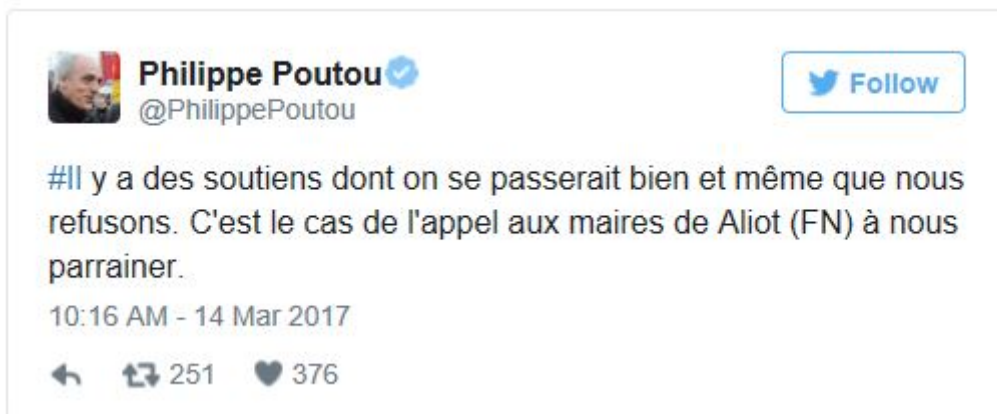 Philippe Poutou
@PhilippePoutou
Follow
#Il y a des soutiens dont on se passerait bien et même que nous
refusons. C'est le cas de l'appel aux maires de Aliot (FN) à nous
parrainer.
10:16 AM - 14 Mar 2017
251 376